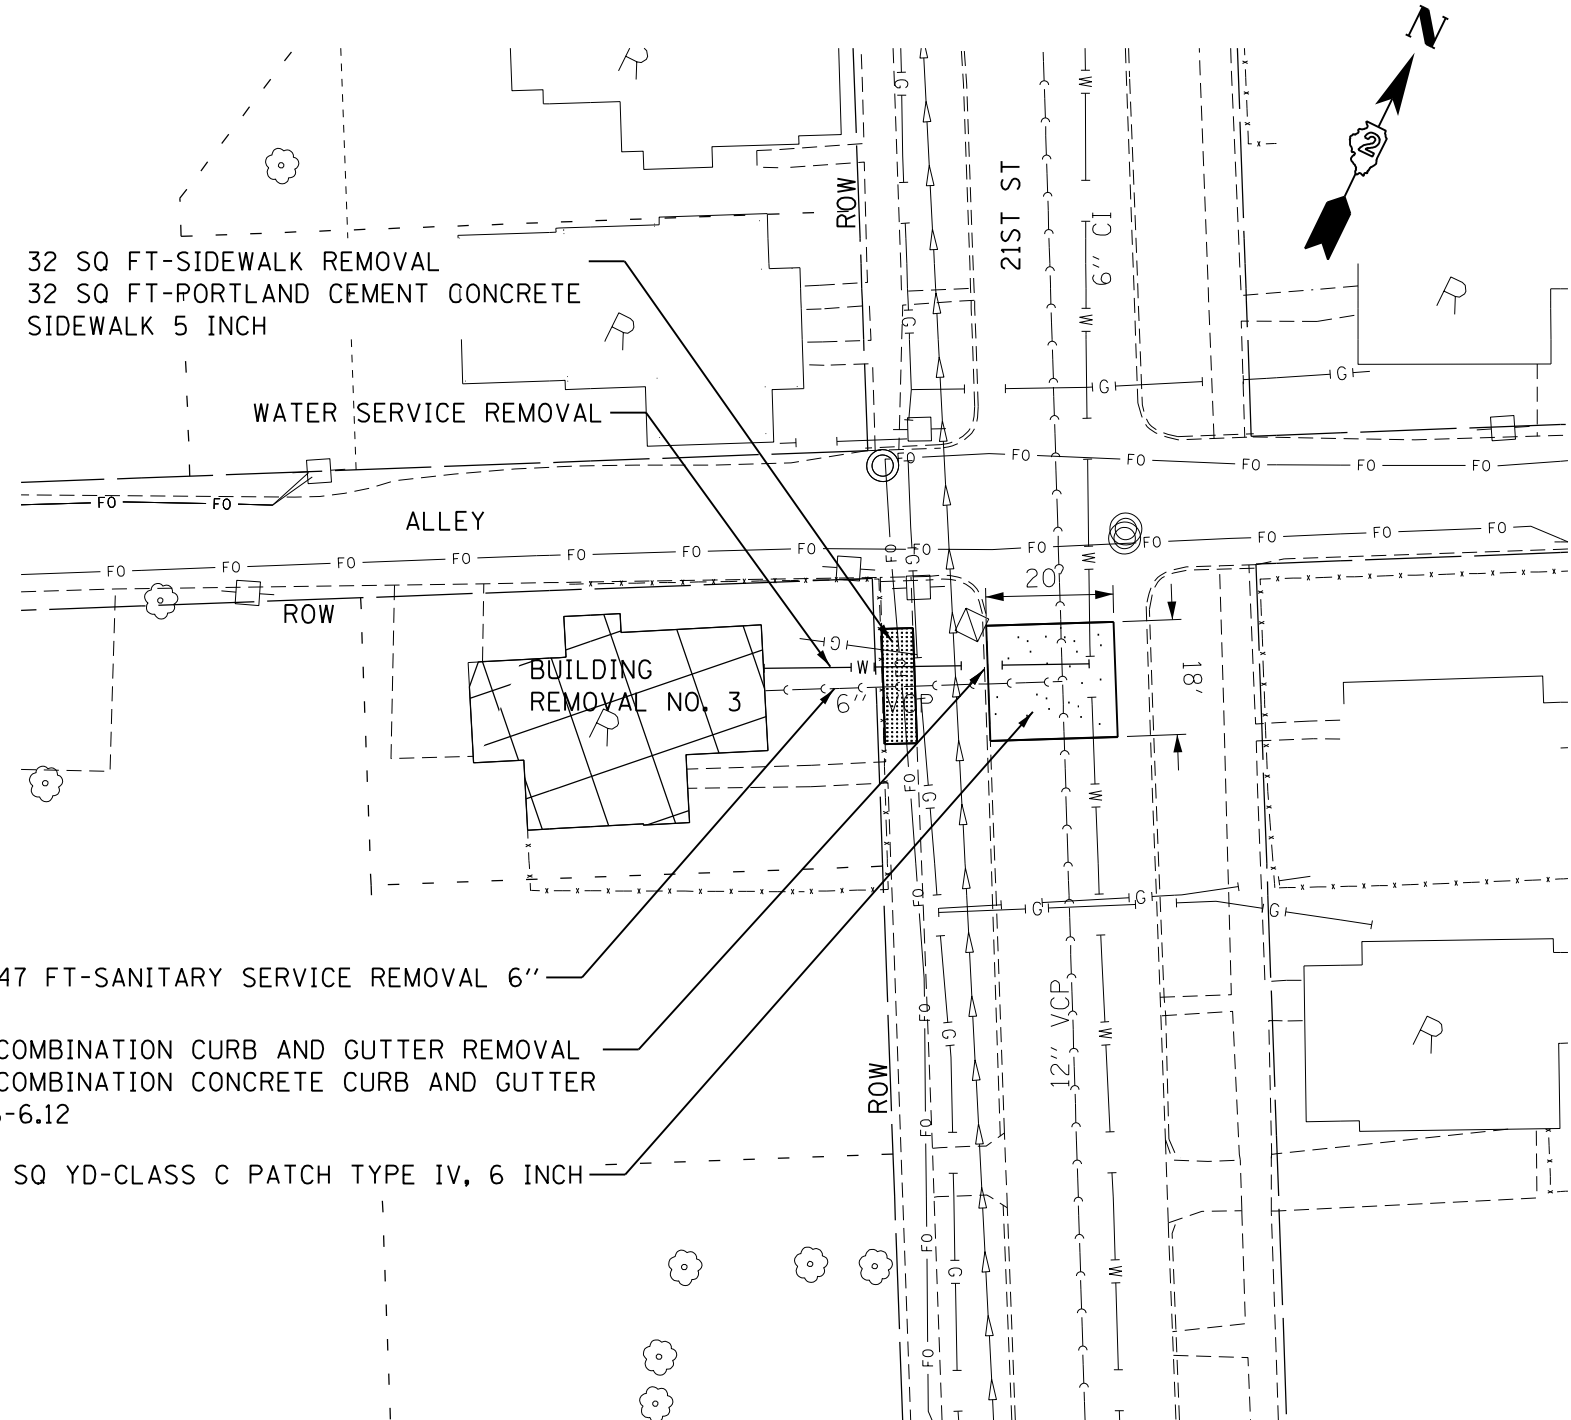 N
2
R
ROW
21ST ST
6" CI
32 SQ FT-SIDEWALK REMOVAL
32 SQ FT-PORTLAND CEMENT CONCRETE
SIDEWALK 5 INCH
R
R
WATER SERVICE REMOVAL
ALLEY
ROW
20'
18'
BUILDING
REMOVAL NO. 3
R
6" VCP
47 FT-SANITARY SERVICE REMOVAL 6"
COMBINATION CURB AND GUTTER REMOVAL
COMBINATION CONCRETE CURB AND GUTTER
-6.12
SQ YD-CLASS C PATCH TYPE IV, 6 INCH
ROW
12" VCP
R
G
W
FO